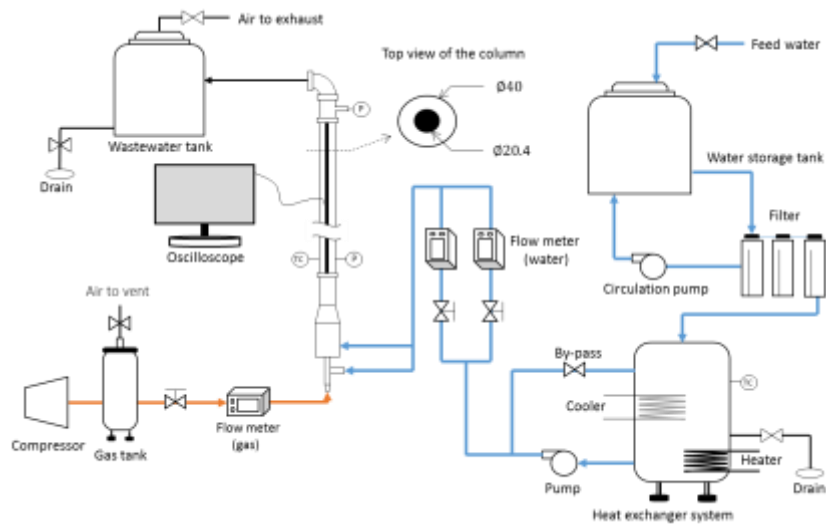 Air to exhaust
Top view of the column
Feed water
Ø40
P
Wastewater tank
Ø20.4
Water storage tank
Drain
Filter
Flow meter
(water)
Oscilloscope
TC
P
Circulation pump
Air to vent
By-pass
TC
Cooler
Compressor
Gas tank
Flow meter
(gas)
Heater
Pump
Drain
Heat exchanger system